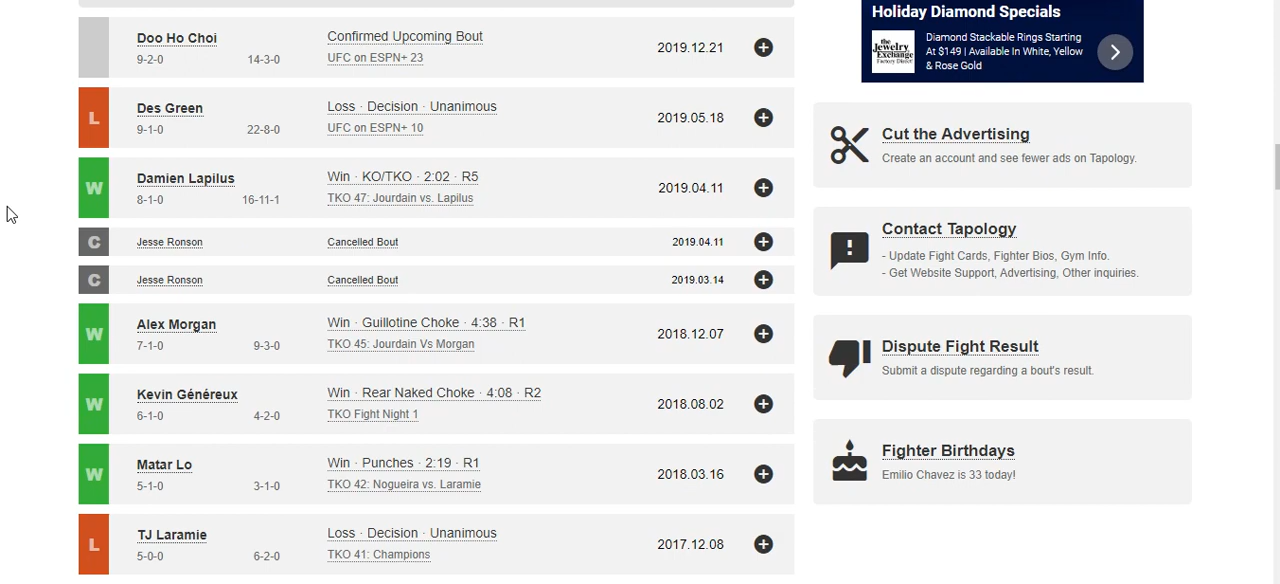 Doo Ho Choi
9-2-0 14-3-0
Confirmed Upcoming Bout
UFC on ESPN+ 23
2019.12.21
L
Des Green
9-1-0 22-8-0
Loss · Decision · Unanimous
UFC on ESPN+ 10
2019.05.18
W
Damien Lapilus
8-1-0 16-11-1
Win · KO/TKO · 2:02 · R5
TKO 47: Jourdain vs. Lapilus
2019.04.11
C Jesse Ronson Cancelled Bout 2019.04.11
C Jesse Ronson Cancelled Bout 2019.03.14
W
Alex Morgan
7-1-0 9-3-0
Win · Guillotine Choke · 4:38 · R1
TKO 45: Jourdain Vs Morgan
2018.12.07
W
Kevin Généreux
6-1-0 4-2-0
Win · Rear Naked Choke · 4:08 · R2
TKO Fight Night 1
2018.08.02
W
Matar Lo
5-1-0 3-1-0
Win · Punches · 2:19 · R1
TKO 42: Nogueira vs. Laramie
2018.03.16
L
TJ Laramie
5-0-0 6-2-0
Loss · Decision · Unanimous
TKO 41: Champions
2017.12.08
Holiday Diamond Specials
the
Jewelry
Exchange
Factory Direct
Diamond Stackable Rings Starting
At $149 | Available In White, Yellow
& Rose Gold
Cut the Advertising
Create an account and see fewer ads on Tapology.
Contact Tapology
- Update Fight Cards, Fighter Bios, Gym Info.
- Get Website Support, Advertising, Other inquiries.
Dispute Fight Result
Submit a dispute regarding a bout's result.
Fighter Birthdays
Emilio Chavez is 33 today!